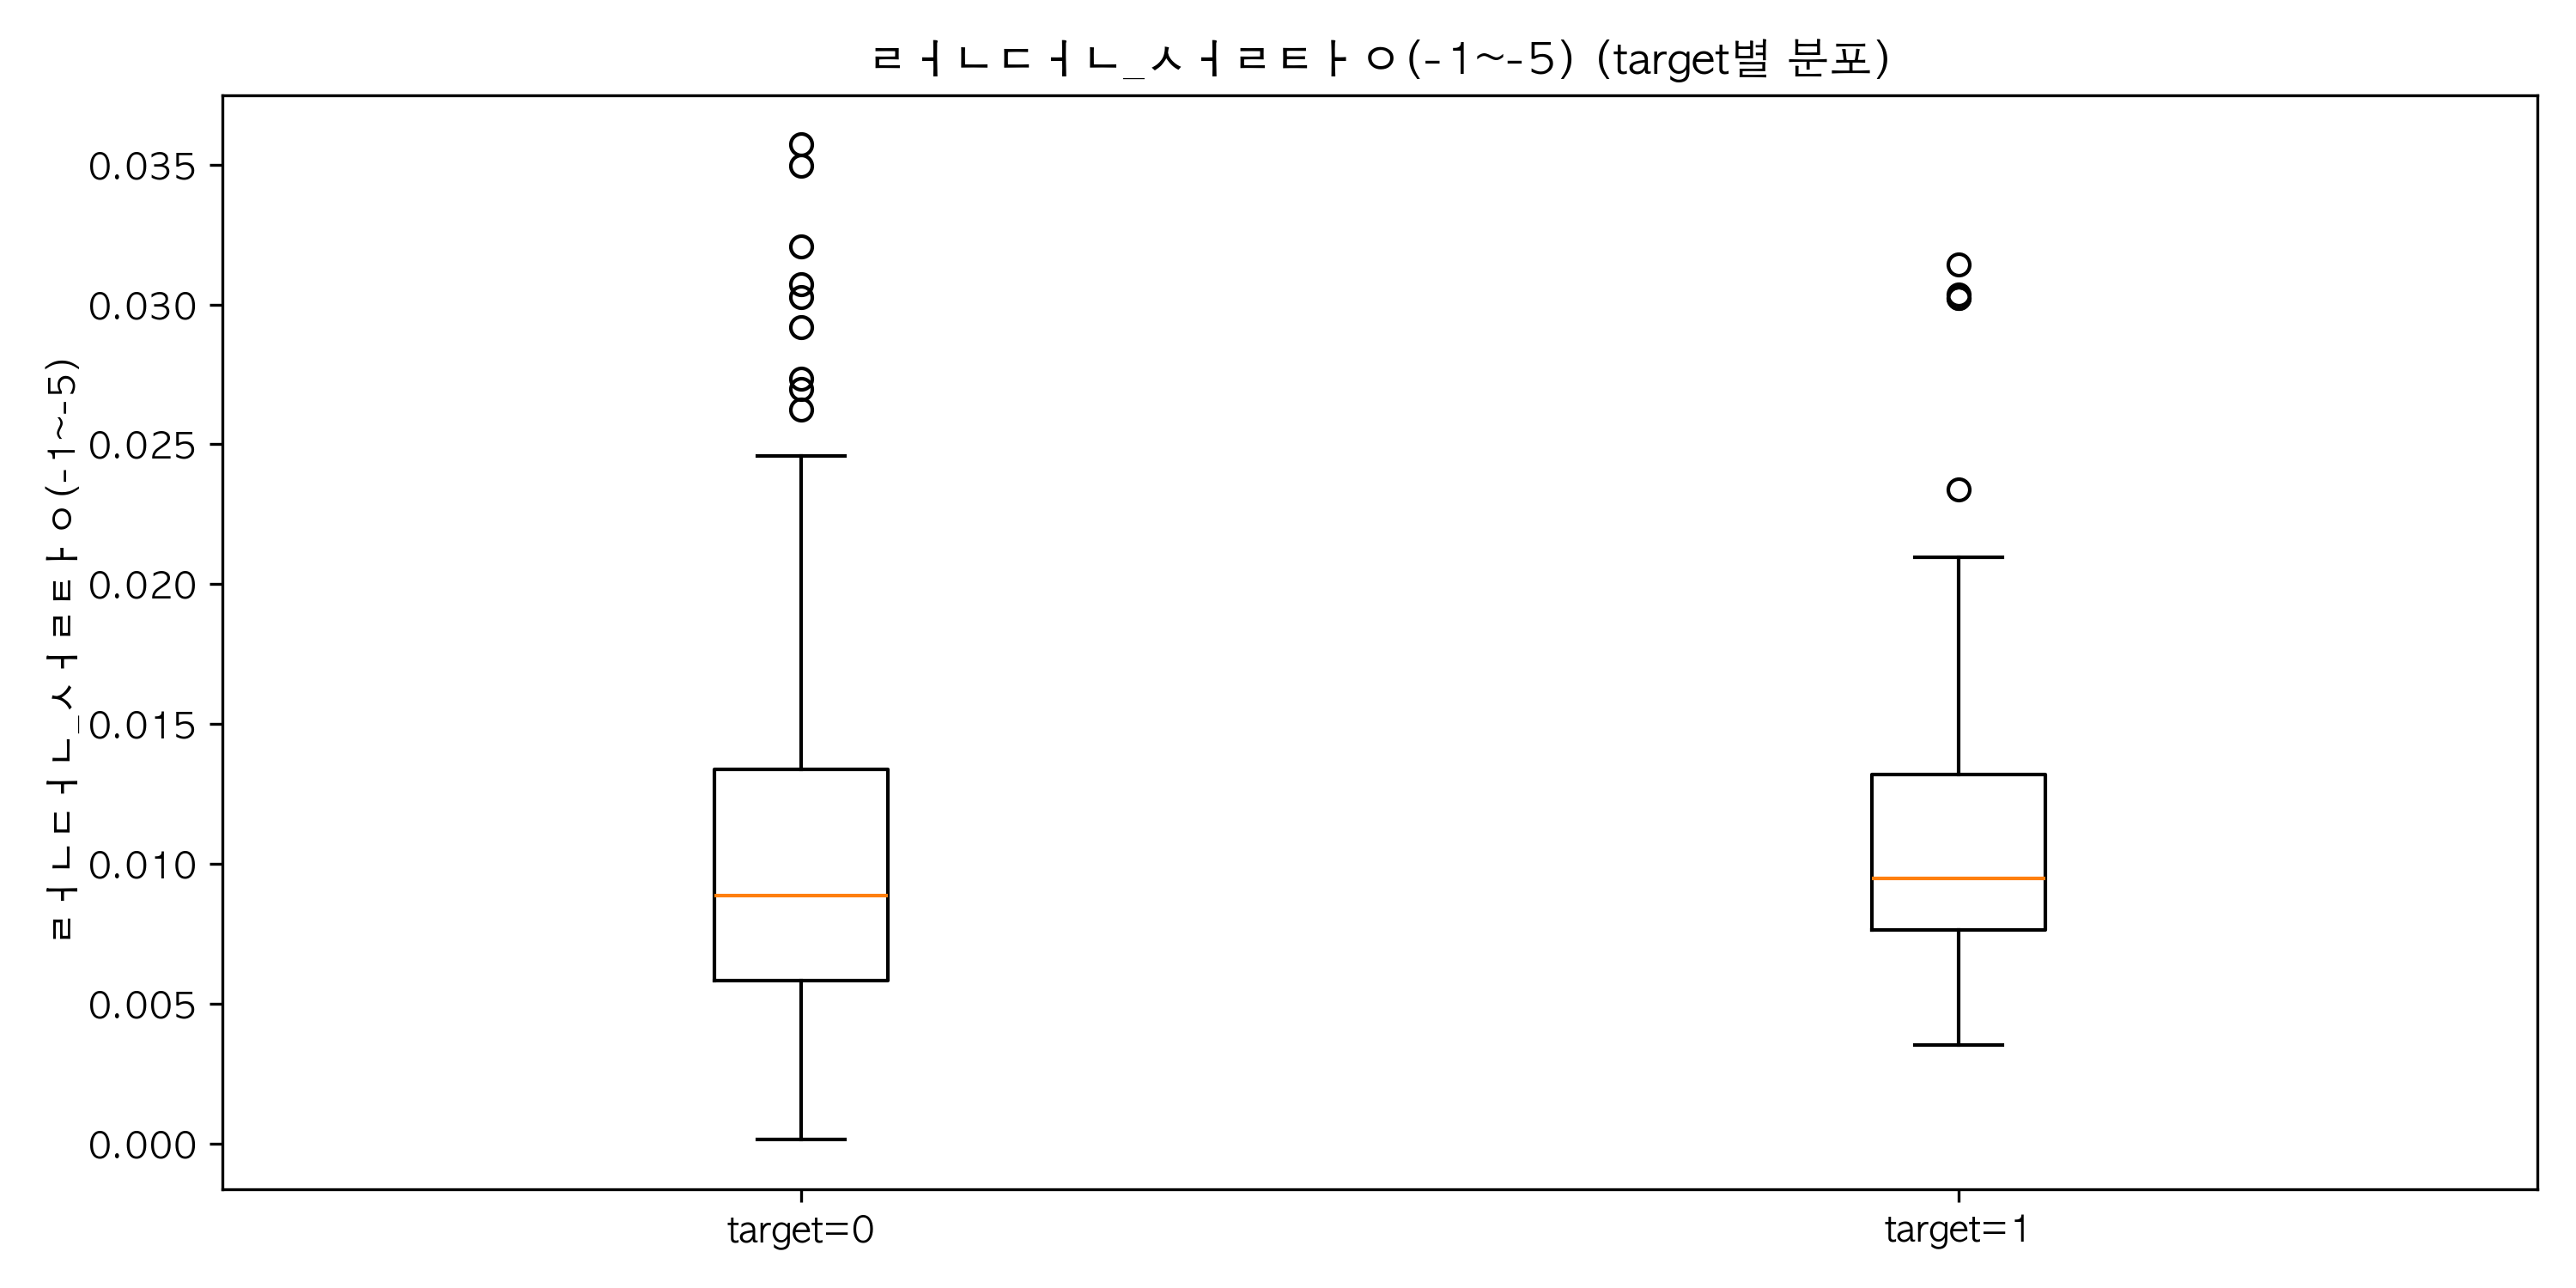 ㄹㅓㄴㄷㅓㄴ_ㅅㅓㄹㅌㅏㅇ(-1~-5) (target별 분포)
ㄹㅓㄴㄷㅓㄴ_ㅅㅓㄹㅌㅏㅇ(-1~-5)
0.035
0.030
0.025
0.020
0.015
0.010
0.005
0.000
target=0
target=1